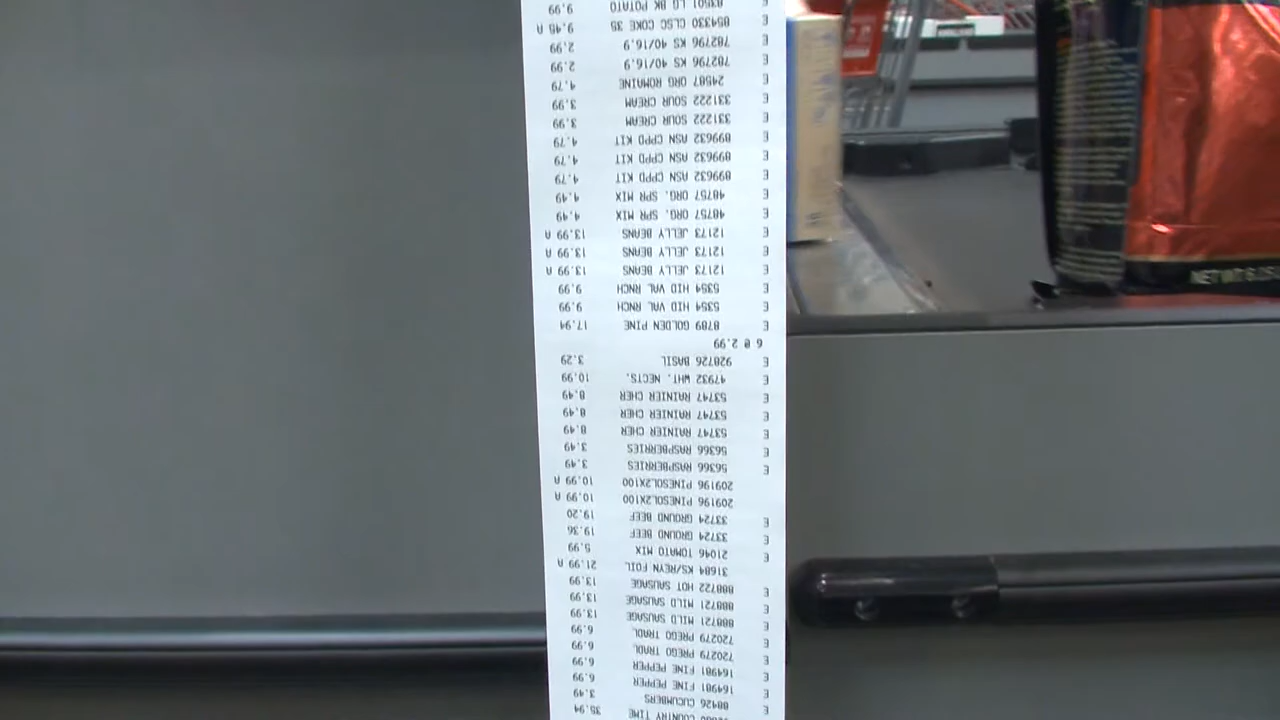 E COUNTRY TIME 35.94
E 88426 CUCUMBERS 3.49
E 164981 FINE PEPPER 6.99
E 164981 FINE PEPPER 6.99
E 720279 PREGO TRADL 6.99
E 720279 PREGO TRADL 6.99
E 888721 MILD SAUSAGE 13.99
E 888721 MILD SAUSAGE 13.99
E 888722 HOT SAUSAGE 13.99
31684 KS/REYN FOIL 21.99 A
E 21046 TOMATO MIX 5.99
E 33724 GROUND BEEF 19.36
E 33724 GROUND BEEF 19.20
209196 PINESOL2X100 10.99 A
209196 PINESOL2X100 10.99 A
E 56366 RASPBERRIES 3.49
E 56366 RASPBERRIES 3.49
E 53747 RAINIER CHER 8.49
E 53747 RAINIER CHER 8.49
E 53747 RAINIER CHER 8.49
E 47932 WHT. NECTS. 10.99
E 928726 BASIL 3.29
6 @ 2.99
E 8789 GOLDEN PINE 17.94
E 5354 HID VAL RNCH 9.99
E 5354 HID VAL RNCH 9.99
E 12173 JELLY BEANS 13.99 A
E 12173 JELLY BEANS 13.99 A
E 12173 JELLY BEANS 13.99 A
E 48757 ORG. SPR MIX 4.49
E 48757 ORG. SPR MIX 4.49
E 899632 ASN CPPD KIT 4.79
E 899632 ASN CPPD KIT 4.79
E 899632 ASN CPPD KIT 4.79
E 331222 SOUR CREAM 3.99
E 331222 SOUR CREAM 3.99
E 24587 ORG ROMAINE 4.79
E 782796 KS 40/16.9 2.99
E 782796 KS 40/16.9 2.99
E 854330 CLSC COKE 35 9.45 A
E 83501 LG BK POTATO 9.99
NET WT 6.15